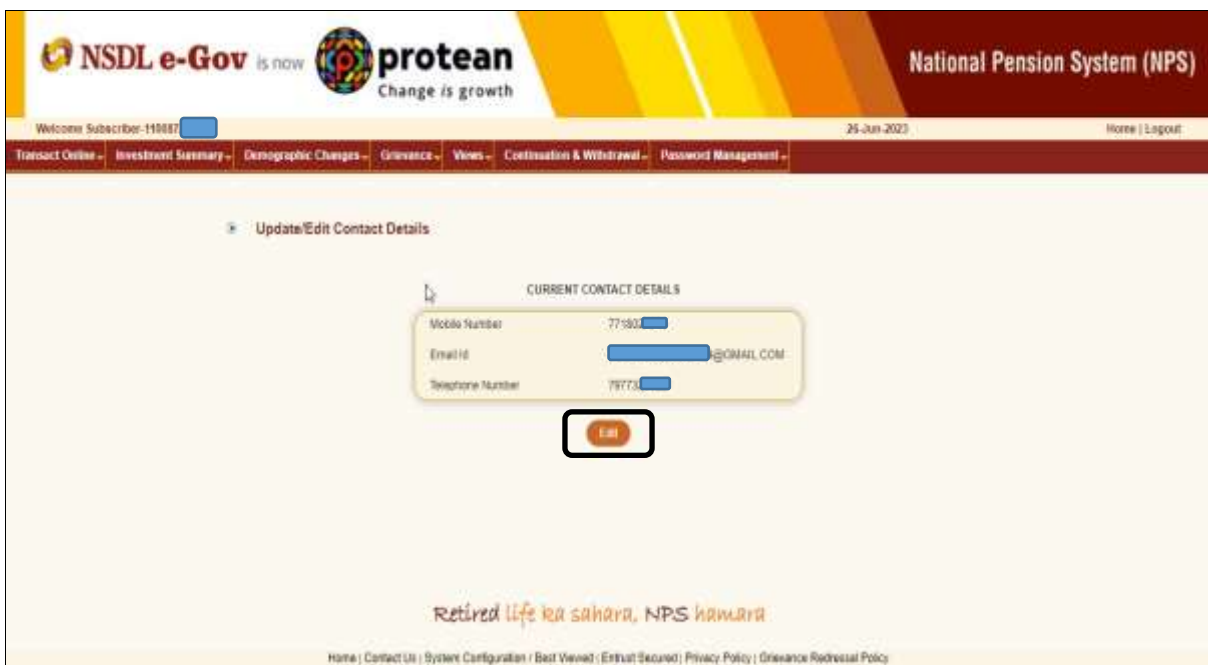 NSDL e-Gov is now protean
Change is growth
National Pension System (NPS)
Welcome Subscriber-110087
26-Jun-2023
Home | Logout
Transact Online Investment Summary Demographic Changes Grievance Views Continuation & Withdrawal Password Management
Update/Edit Contact Details
CURRENT CONTACT DETAILS
Mobile Number 771802
Email Id @GMAIL.COM
Telephone Number 79773
Edit
Retired life ka sahara, NPS hamara
Home | Contact Us | System Configuration / Best Viewed | Entrust Secured | Privacy Policy | Grievance Redressal Policy